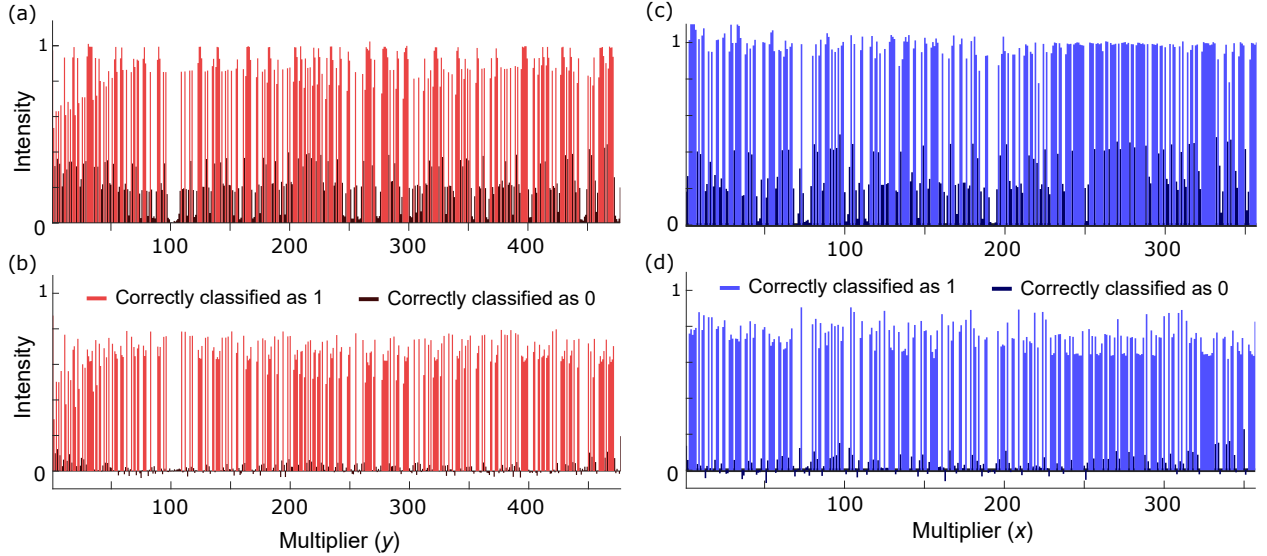 (a)
1
Intensity
0
100 200 300 400
(b)
1
Correctly classified as 1 Correctly classified as 0
Intensity
0
100 200 300 400
Multiplier (y)
(c)
1
0
100 200 300
(d)
1
Correctly classified as 1 Correctly classified as 0
0
100 200 300
Multiplier (x)